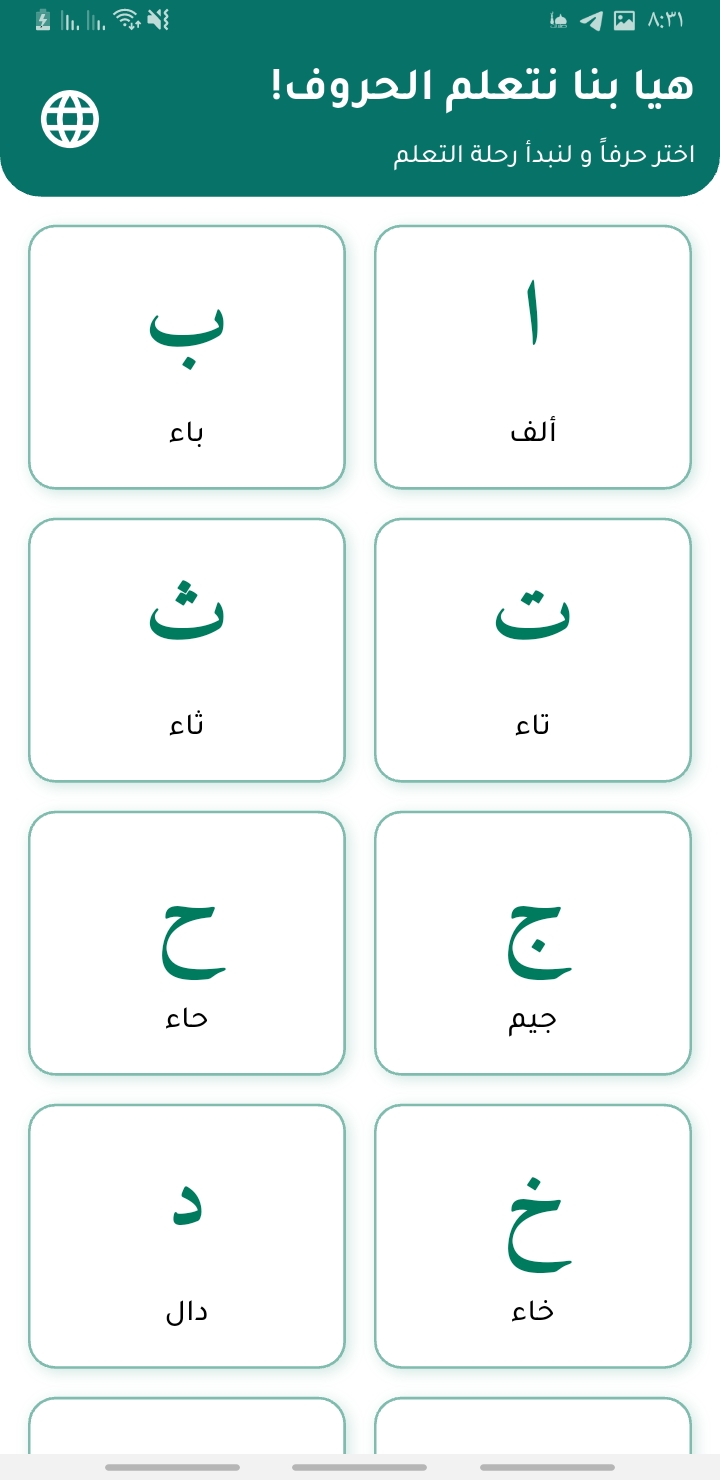 ٨:٣١
هيا بنا نتعلم الحروف!
اختر حرفاً و لنبدأ رحلة التعلم
ا
ألف
ب
باء
ت
تاء
ث
ثاء
ج
جيم
ح
حاء
خ
خاء
د
دال